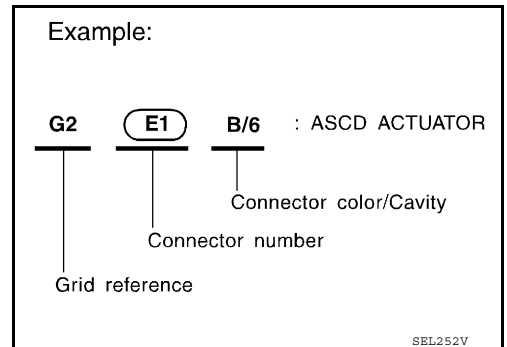 Example:
G2 E1 B/6 : ASCD ACTUATOR
Connector color/Cavity
Connector number
Grid reference
SEL252V